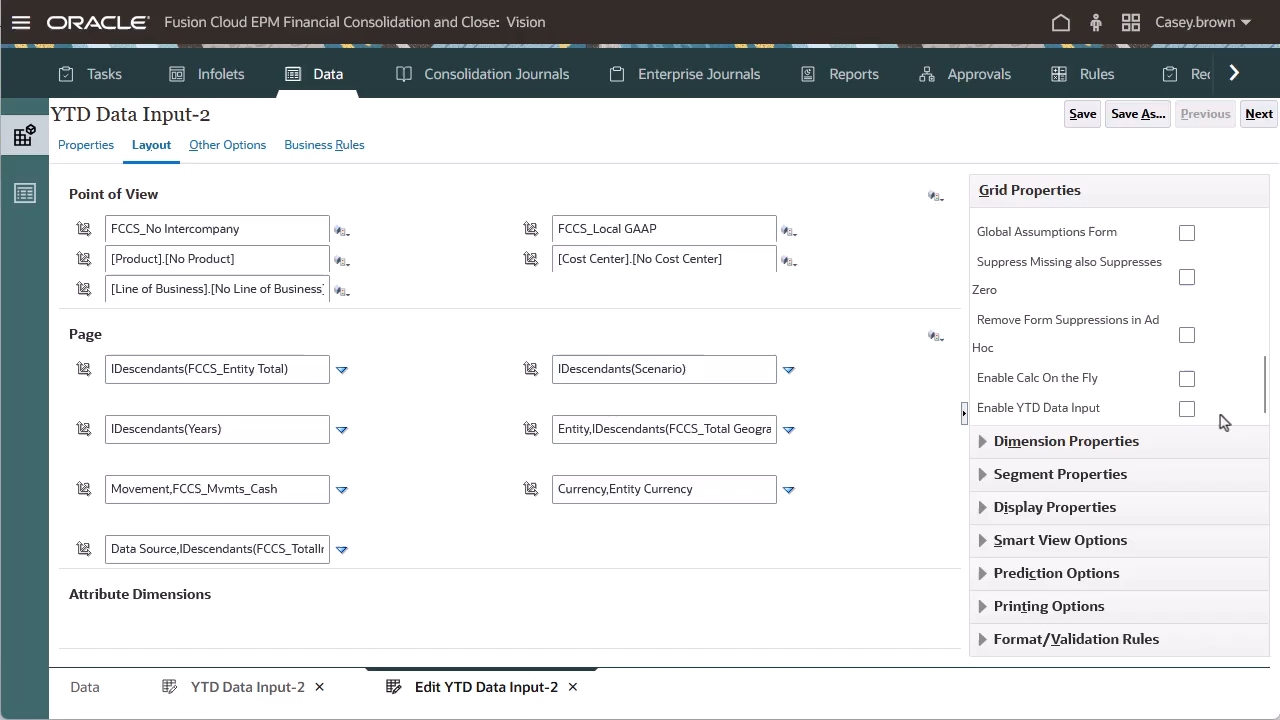 ORACLE® Fusion Cloud EPM Financial Consolidation and Close: Vision Casey.brown
Tasks Infolets Data Consolidation Journals Enterprise Journals Reports Approvals Rules Rec
YTD Data Input-2 Save Save As... Previous Next
Properties Layout Other Options Business Rules
Point of View
FCCS_No Intercompany FCCS_Local GAAP
[Product].[No Product] [Cost Center].[No Cost Center]
[Line of Business].[No Line of Business]
Page
IDescendants(FCCS_Entity Total) IDescendants(Scenario)
IDescendants(Years) Entity,IDescendants(FCCS_Total Geogra
Movement,FCCS_Mvmts_Cash Currency,Entity Currency
Data Source,IDescendants(FCCS_TotalIn
Attribute Dimensions
Grid Properties
Global Assumptions Form
Suppress Missing also Suppresses
Zero
Remove Form Suppressions in Ad
Hoc
Enable Calc On the Fly
Enable YTD Data Input
Dimension Properties
Segment Properties
Display Properties
Smart View Options
Prediction Options
Printing Options
Format/Validation Rules
Data YTD Data Input-2 Edit YTD Data Input-2